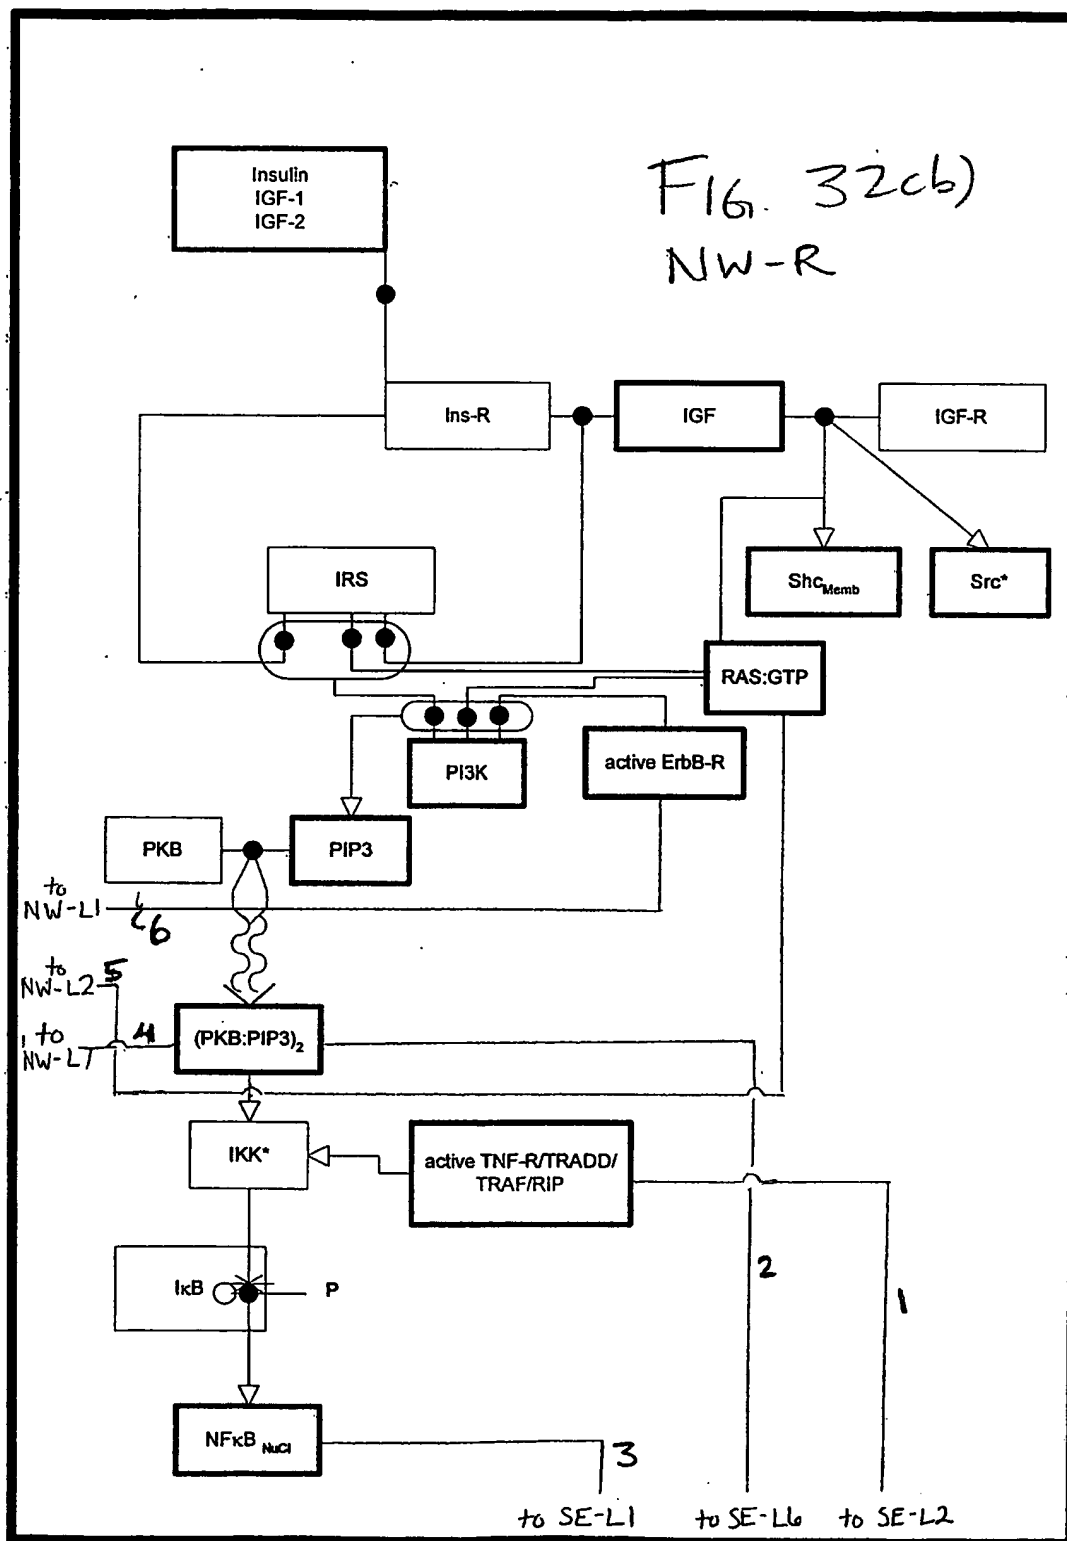 FIG. 32(b)
NW-R
Insulin
IGF-1
IGF-2
Ins-R
IGF
IGF-R
IRS
ShcMemb
Src*
RAS:GTP
PI3K
active ErbB-R
PKB
PIP3
to
NW-L1
6
to
NW-L2
5
to
NW-L7
4
(PKB:PIP3)2
IKK*
active TNF-R/TRADD/
TRAF/RIP
IκB
P
2
1
NFκB NuCl
3
to SE-L1
to SE-L6
to SE-L2